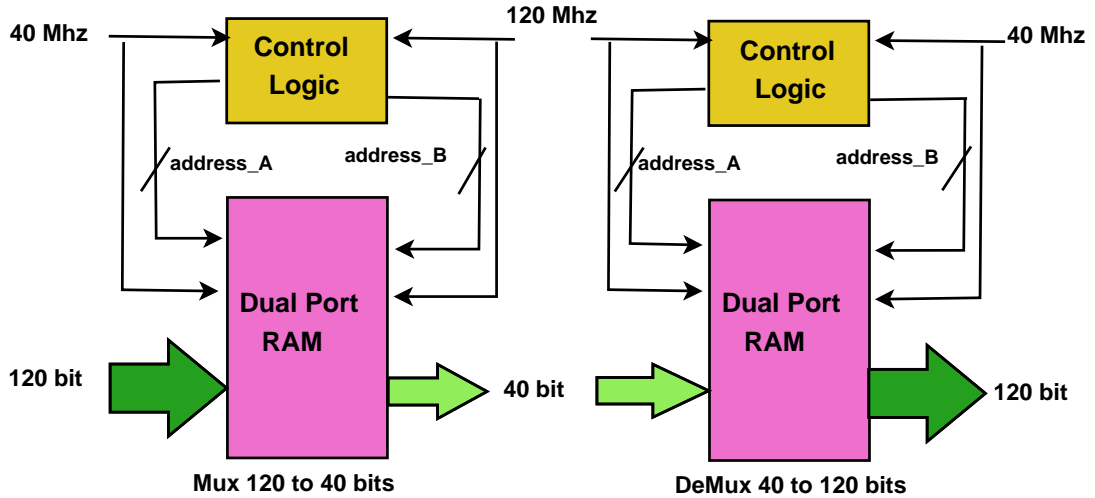 120 Mhz
40 Mhz
40 Mhz
Control
Logic
Control
Logic
address_A
address_B
address_A
address_B
Dual Port
RAM
Dual Port
RAM
120 bit
40 bit
120 bit
Mux 120 to 40 bits
DeMux 40 to 120 bits